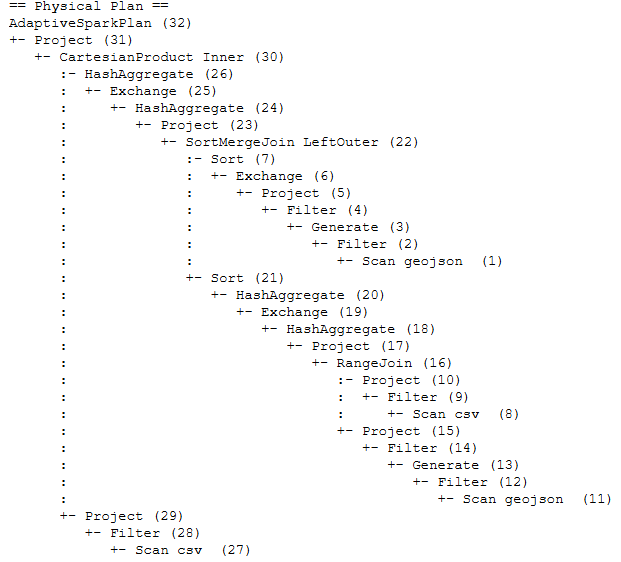 == Physical Plan ==
AdaptiveSparkPlan (32)
+- Project (31)
   +- CartesianProduct Inner (30)
      :- HashAggregate (26)
      :  +- Exchange (25)
      :     +- HashAggregate (24)
      :        +- Project (23)
      :           +- SortMergeJoin LeftOuter (22)
      :              :- Sort (7)
      :              :  +- Exchange (6)
      :              :     +- Project (5)
      :              :        +- Filter (4)
      :              :           +- Generate (3)
      :              :              +- Filter (2)
      :              :                 +- Scan geojson  (1)
      :              +- Sort (21)
      :                 +- HashAggregate (20)
      :                    +- Exchange (19)
      :                       +- HashAggregate (18)
      :                          +- Project (17)
      :                             +- RangeJoin (16)
      :                                :- Project (10)
      :                                :  +- Filter (9)
      :                                :     +- Scan csv  (8)
      :                                +- Project (15)
      :                                   +- Filter (14)
      :                                      +- Generate (13)
      :                                         +- Filter (12)
      :                                            +- Scan geojson  (11)
      +- Project (29)
         +- Filter (28)
            +- Scan csv  (27)